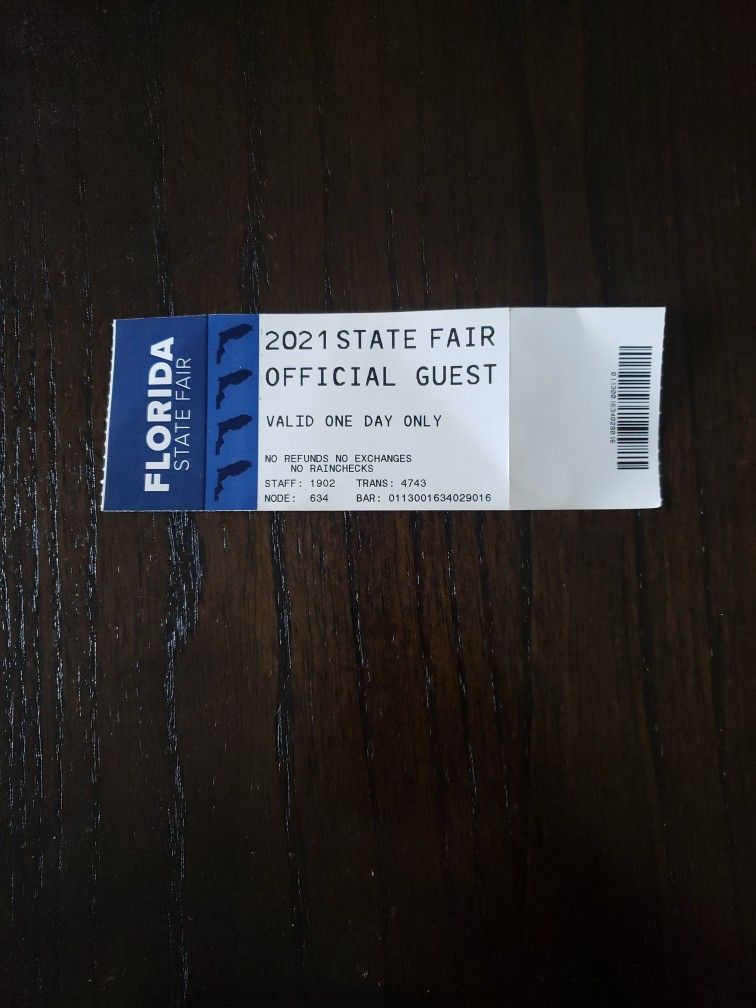 FLORIDA
STATE FAIR
2021 STATE FAIR
OFFICIAL GUEST
VALID ONE DAY ONLY
NO REFUNDS NO EXCHANGES
NO RAINCHECKS
STAFF: 1902 TRANS: 4743
NODE: 634 BAR: 0113001634029016
0113001634029016